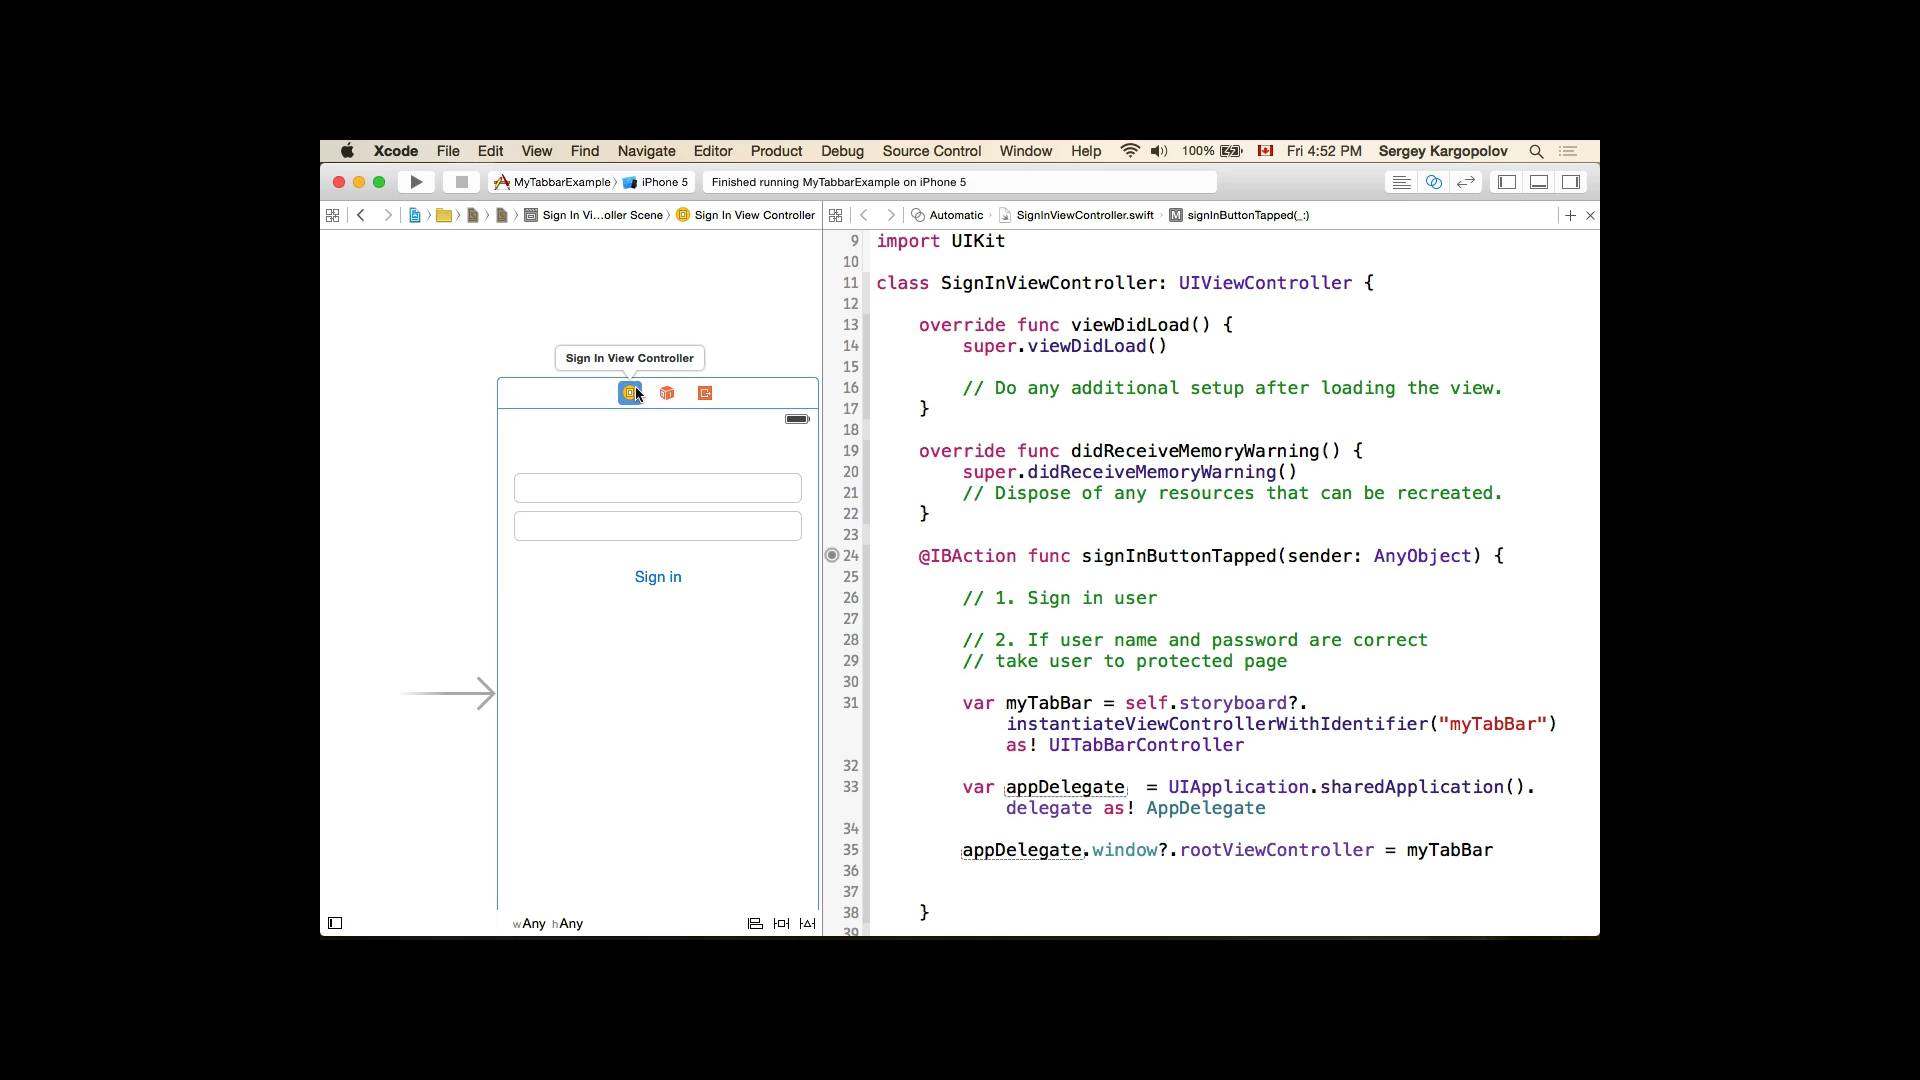 Xcode File Edit View Find Navigate Editor Product Debug Source Control Window Help 100% Fri 4:52 PM Sergey Kargopolov
MyTabbarExample iPhone 5 Finished running MyTabbarExample on iPhone 5
Sign In Vi...oller Scene Sign In View Controller Automatic SignInViewController.swift M signInButtonTapped(_:)
Sign In View Controller
Sign in
wAny hAny
9 import UIKit
10
11 class SignInViewController: UIViewController {
12
13 override func viewDidLoad() {
14 super.viewDidLoad()
15
16 // Do any additional setup after loading the view.
17 }
18
19 override func didReceiveMemoryWarning() {
20 super.didReceiveMemoryWarning()
21 // Dispose of any resources that can be recreated.
22 }
23
24 @IBAction func signInButtonTapped(sender: AnyObject) {
25
26 // 1. Sign in user
27
28 // 2. If user name and password are correct
29 // take user to protected page
30
31 var myTabBar = self.storyboard?.
instantiateViewControllerWithIdentifier("myTabBar")
as! UITabBarController
32
33 var appDelegate = UIApplication.sharedApplication().
delegate as! AppDelegate
34
35 appDelegate.window?.rootViewController = myTabBar
36
37
38 }
39